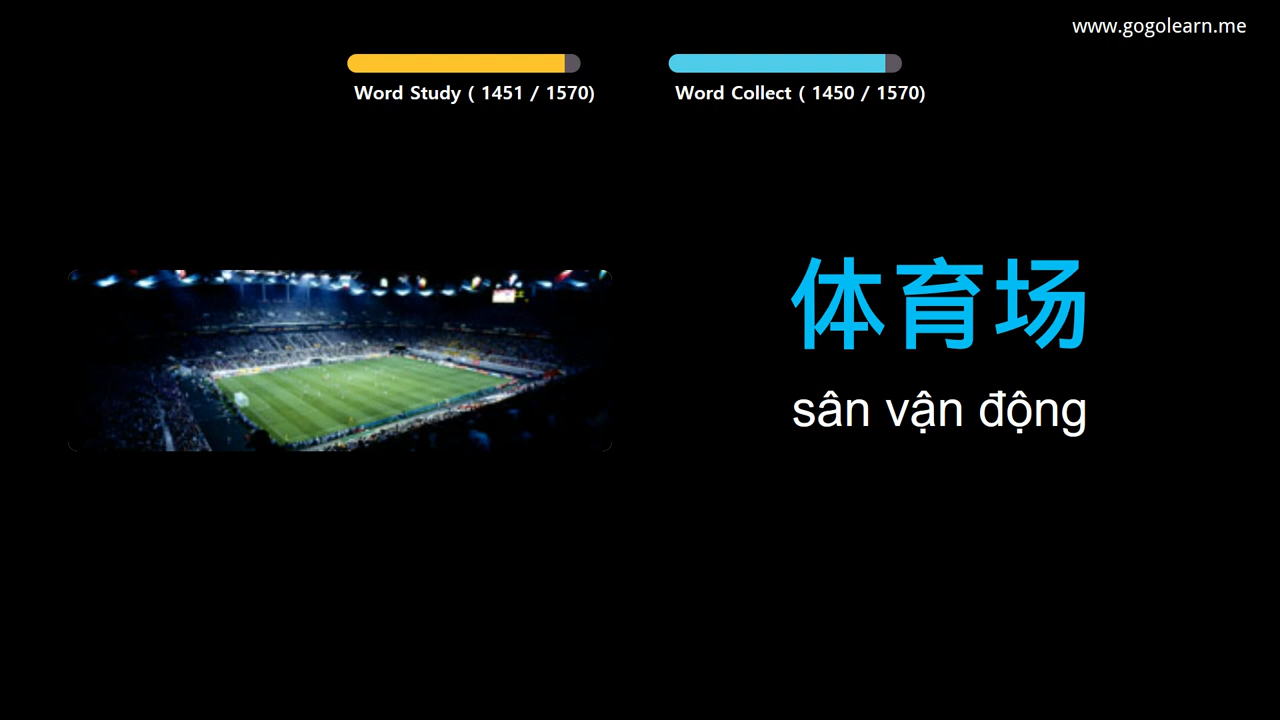 www.gogolearn.me
Word Study ( 1451 / 1570)
Word Collect ( 1450 / 1570)
体育场
sân vận động